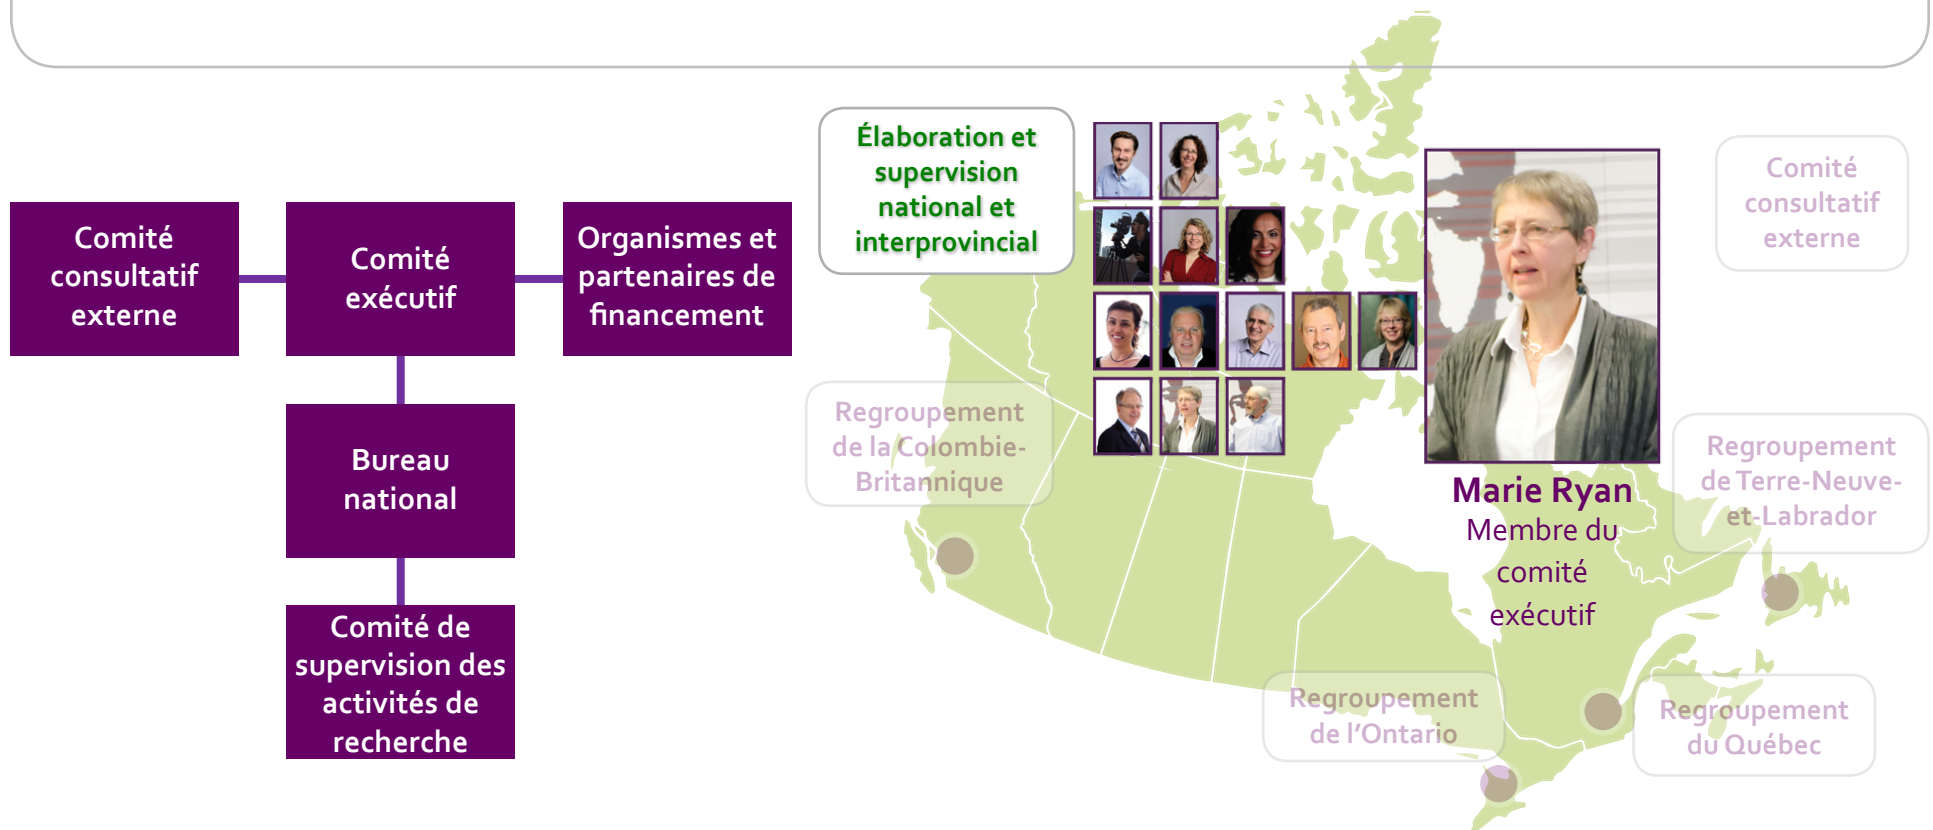 Comité
consultatif
externe
Comité
exécutif
Organismes et
partenaires de
financement
Bureau
national
Comité de
supervision des
activités de
recherche
Élaboration et
supervision
national et
interprovincial
Marie Ryan
Membre du
comité
exécutif
Comité
consultatif
externe
Regroupement
de la Colombie-
Britannique
Regroupement
de Terre-Neuve-
et-Labrador
Regroupement
de l'Ontario
Regroupement
du Québec